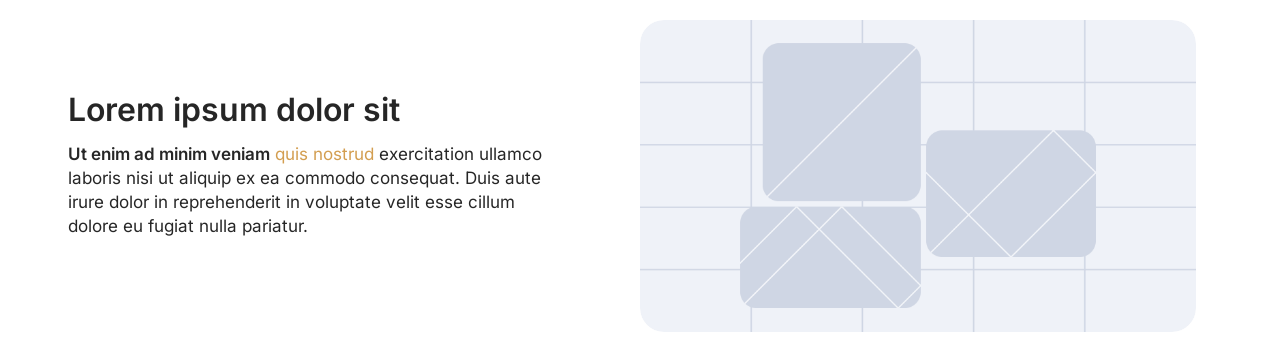 Lorem ipsum dolor sit
Ut enim ad minim veniam quis nostrud exercitation ullamco
laboris nisi ut aliquip ex ea commodo consequat. Duis aute
irure dolor in reprehenderit in voluptate velit esse cillum
dolore eu fugiat nulla pariatur.